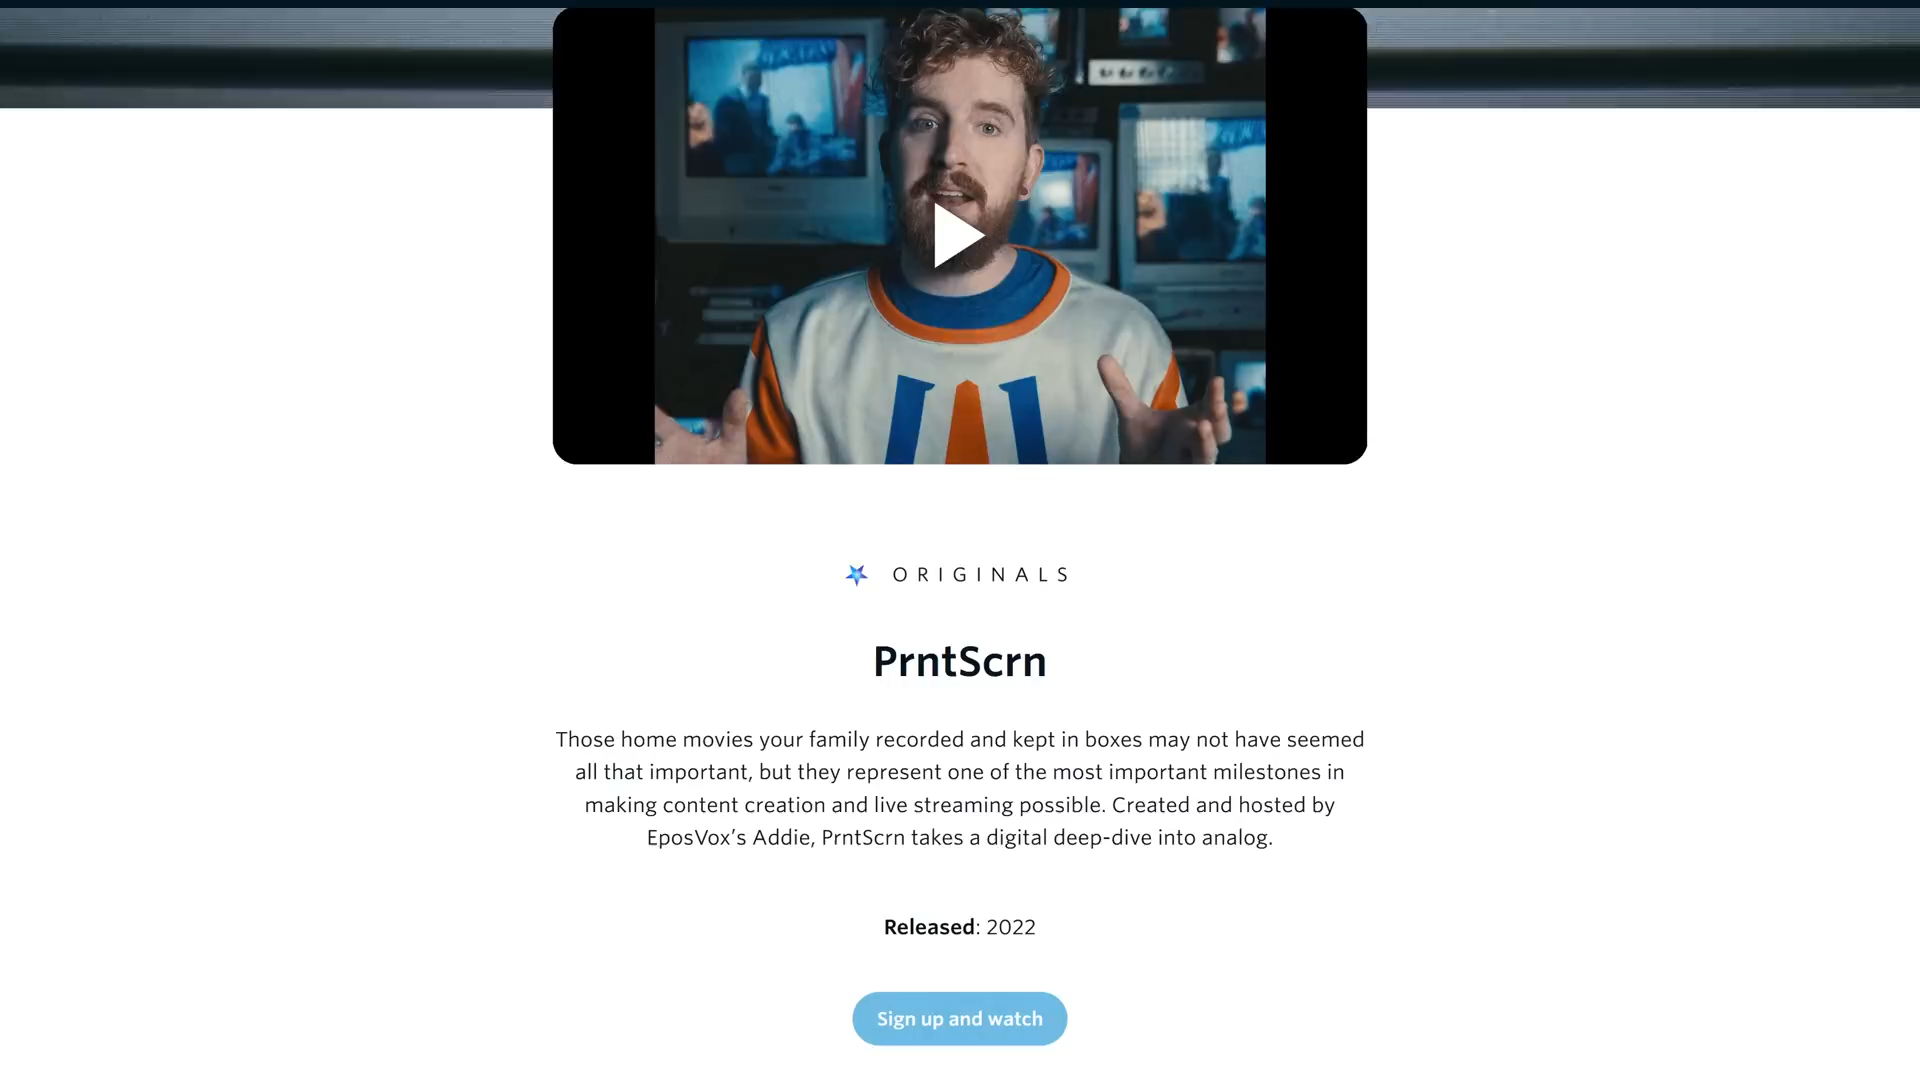 ORIGINALS
PrntScrn
Those home movies your family recorded and kept in boxes may not have seemed
all that important, but they represent one of the most important milestones in
making content creation and live streaming possible. Created and hosted by
EposVox’s Addie, PrntScrn takes a digital deep-dive into analog.
Released: 2022
Sign up and watch